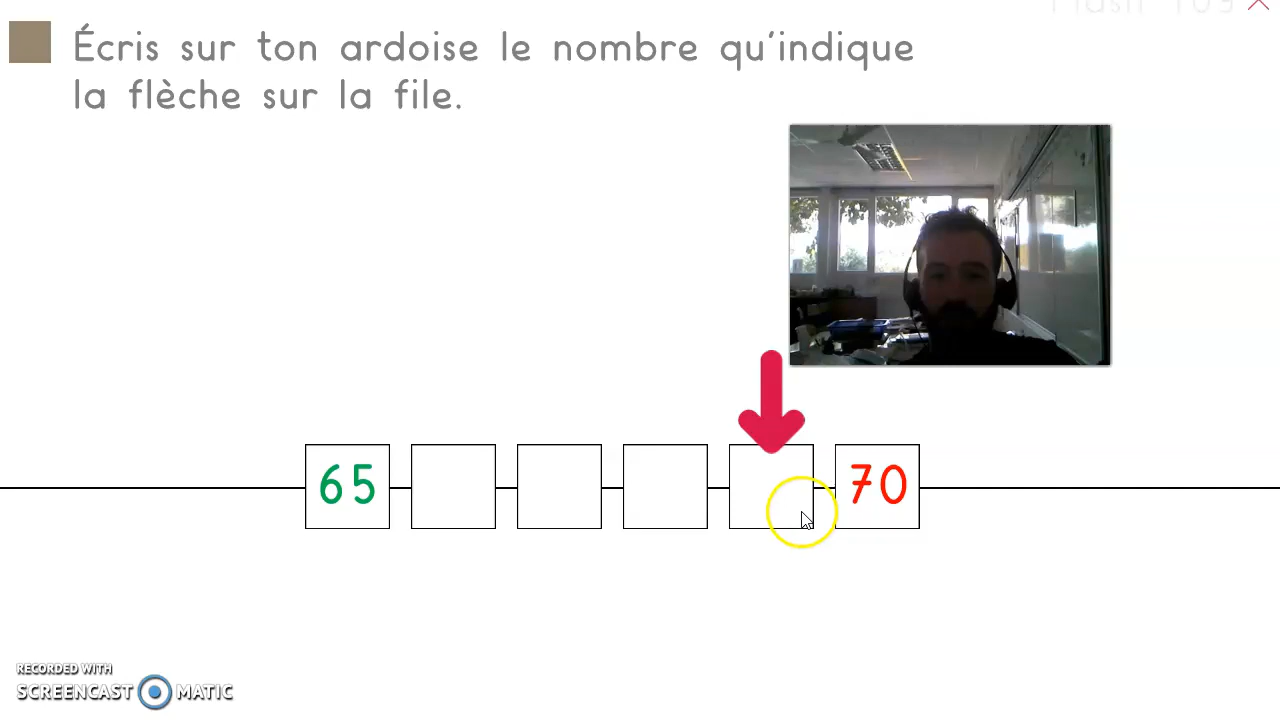 Écris sur ton ardoise le nombre qu'indique
la flèche sur la file.
65 70
RECORDED WITH
SCREENCAST MATIC